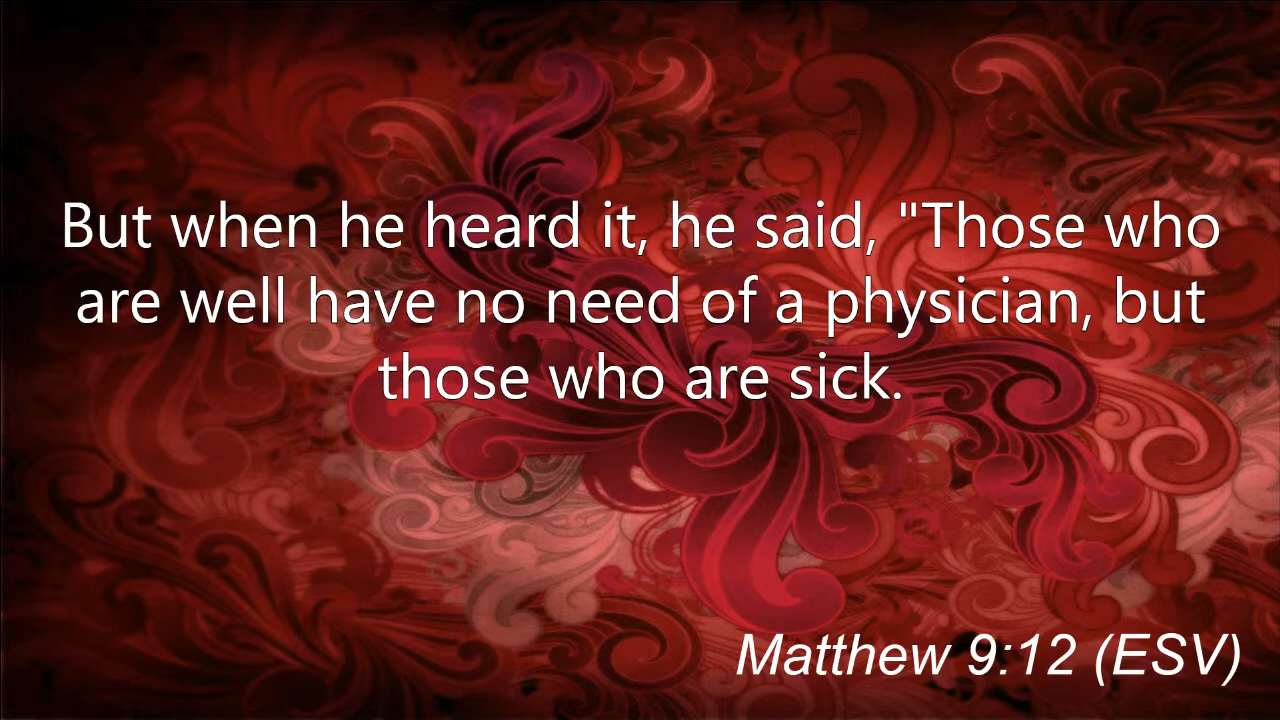 But when he heard it, he said, "Those who
are well have no need of a physician, but
those who are sick.
Matthew 9:12 (ESV)